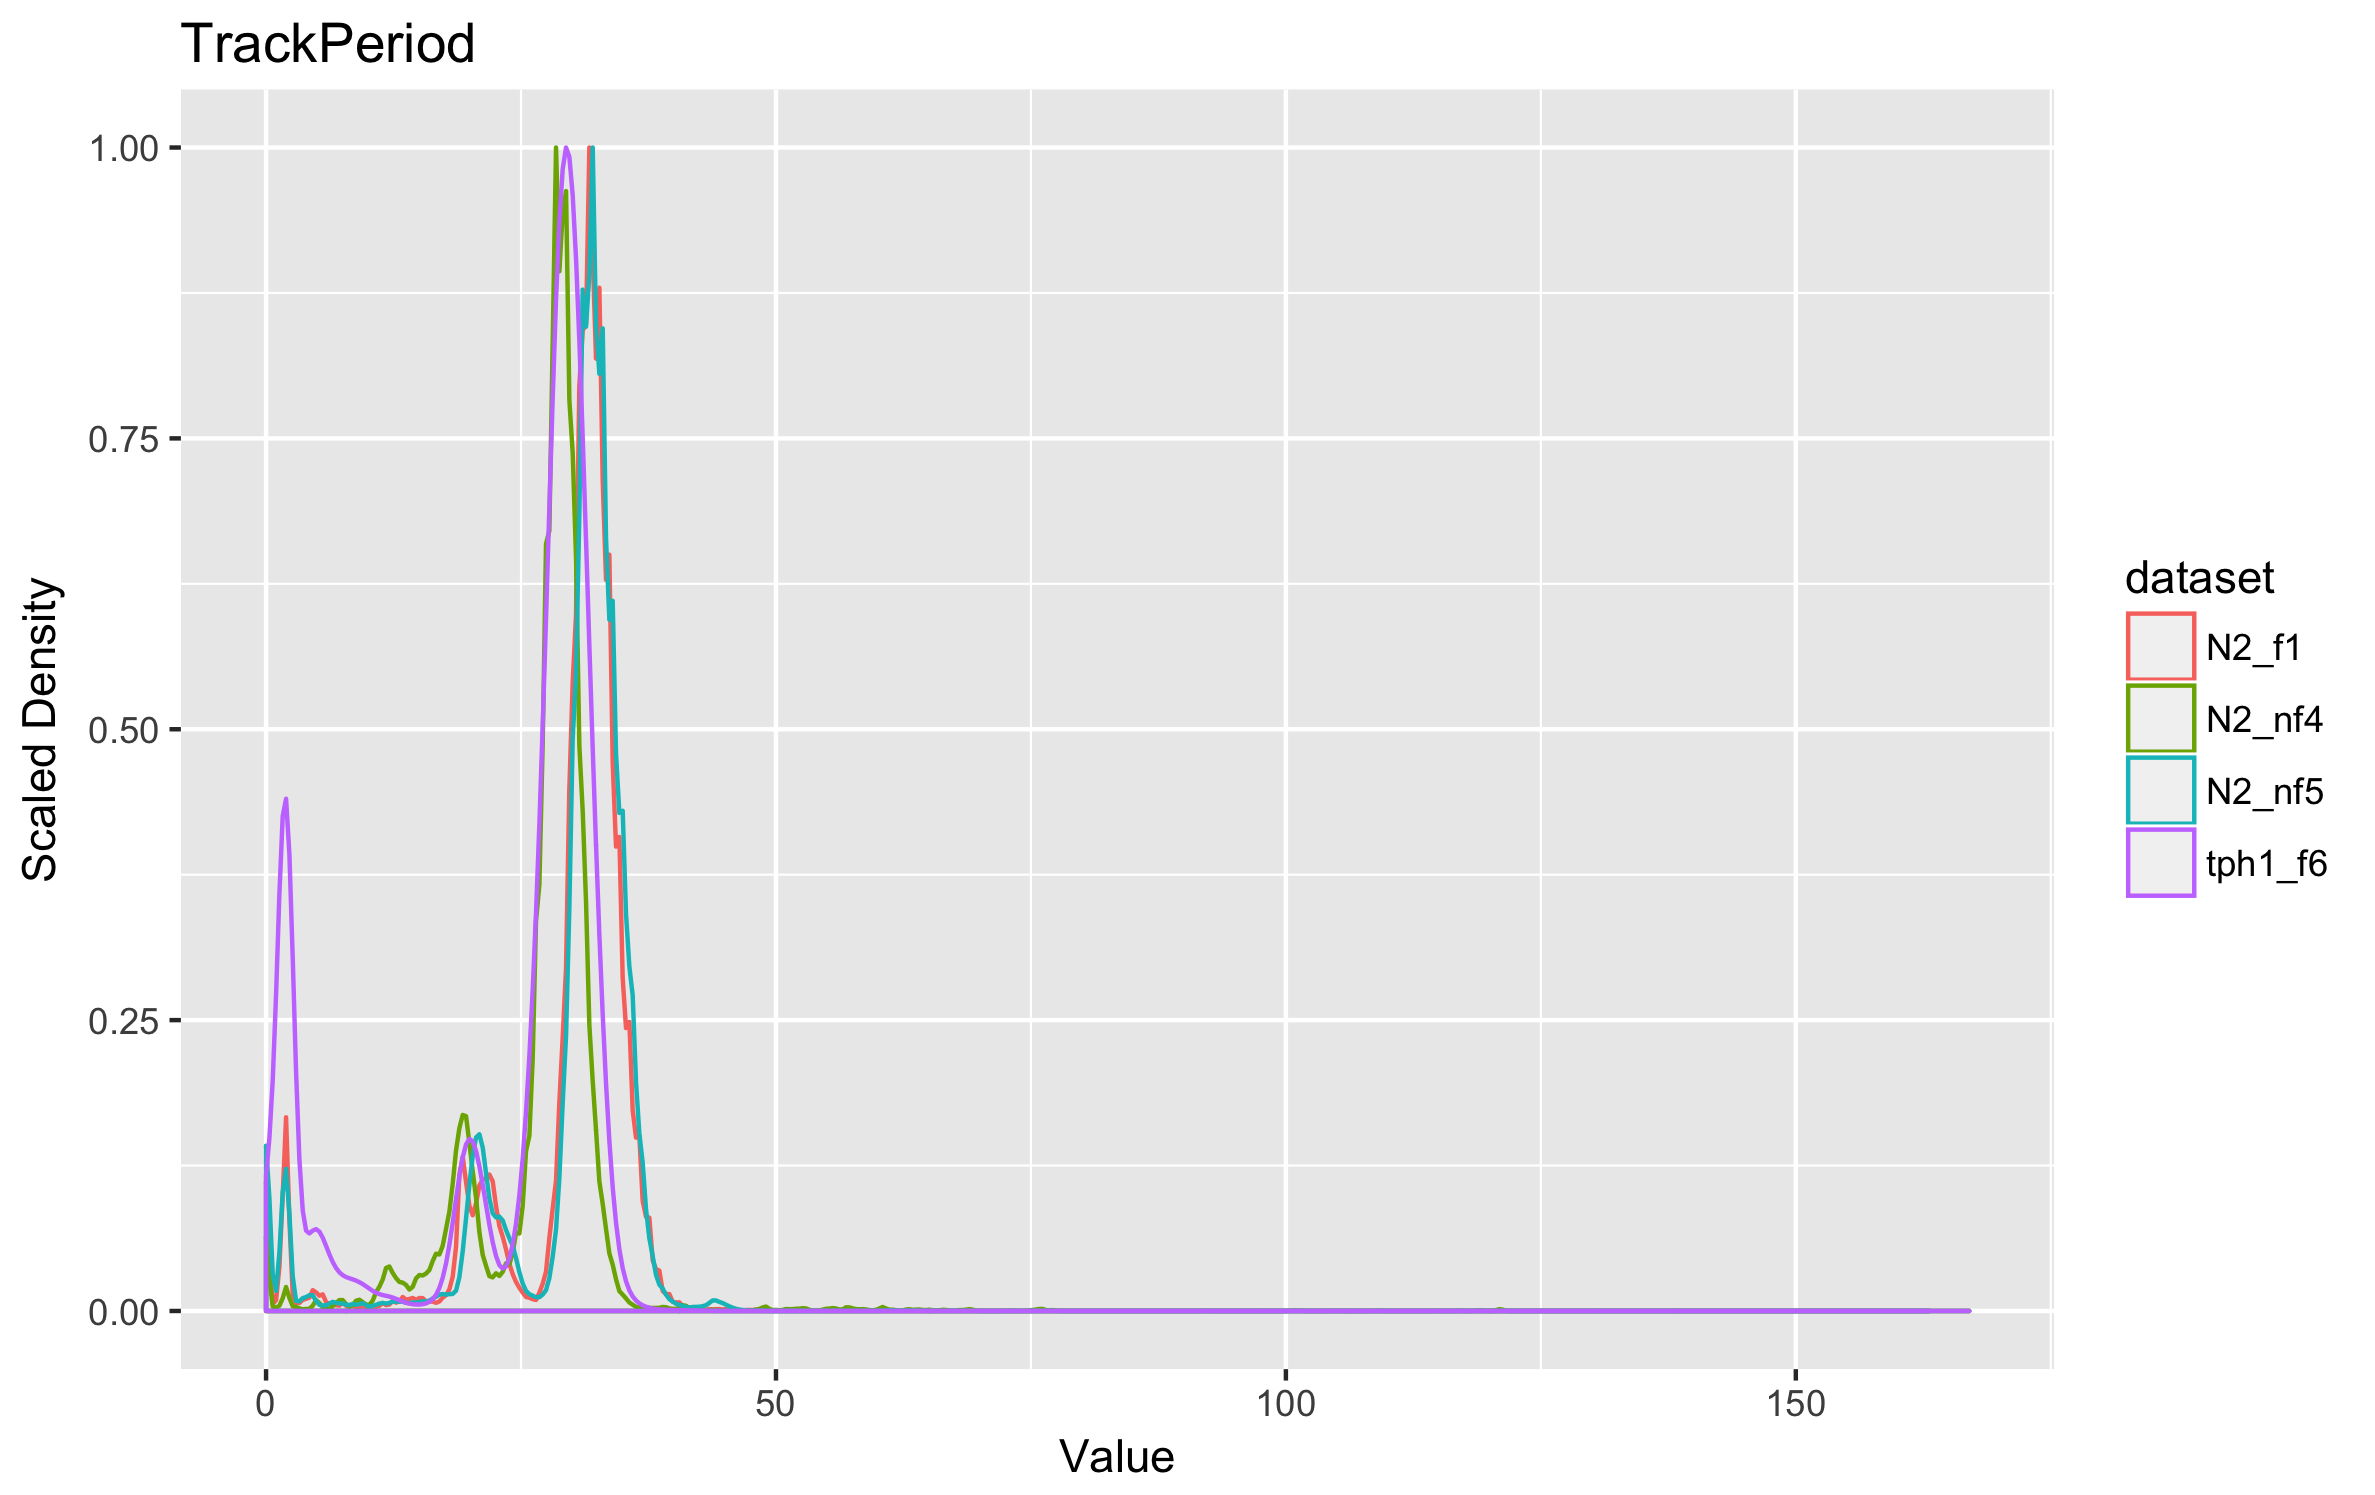 TrackPeriod
1.00
0.75
0.50
0.25
0.00
Scaled Density
0 50 100 150
Value
dataset
N2_f1
N2_nf4
N2_nf5
tph1_f6